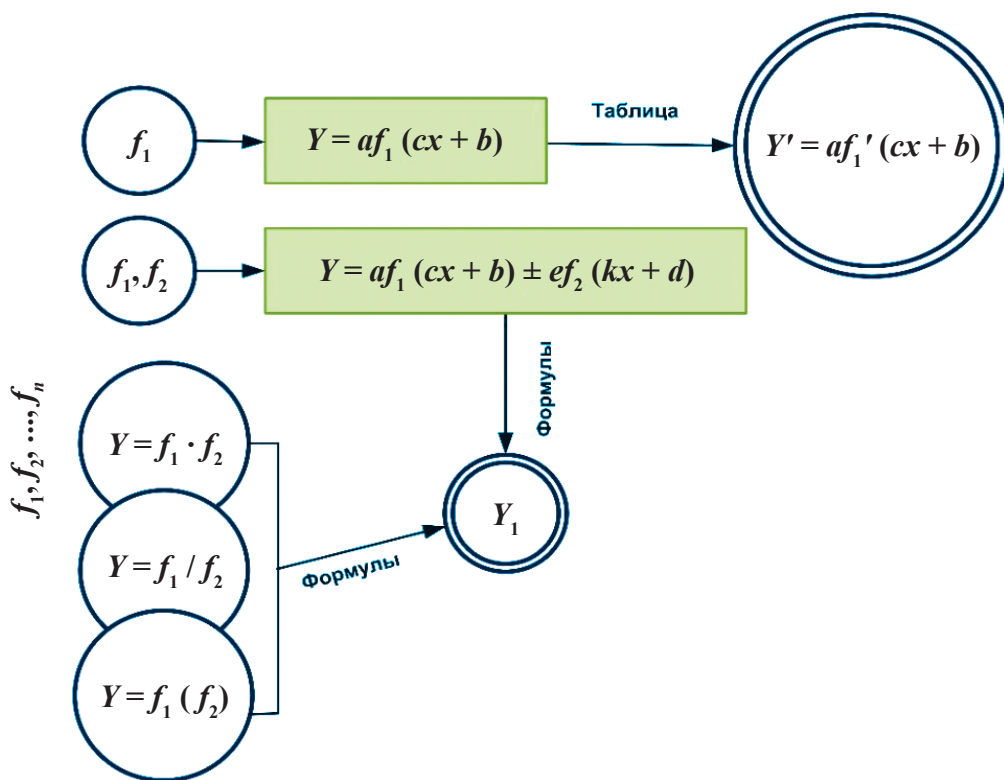 f₁
Y = af₁ (cx + b)
Таблица
Y′ = af₁′ (cx + b)
f₁, f₂
Y = af₁ (cx + b) ± ef₂ (kx + d)
Формулы
f₁, f₂, ..., fₙ
Y = f₁ · f₂
Y = f₁ / f₂
Y = f₁ (f₂)
Формулы
Y₁